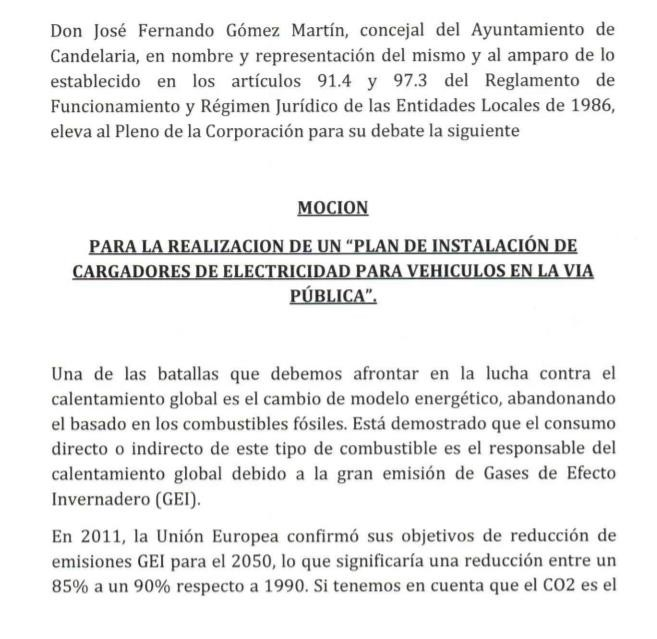 Don José Fernando Gómez Martín, concejal del Ayuntamiento de
Candelaria, en nombre y representación del mismo y al amparo de lo
establecido en los artículos 91.4 y 97.3 del Reglamento de
Funcionamiento y Régimen Jurídico de las Entidades Locales de 1986,
eleva al Pleno de la Corporación para su debate la siguiente
MOCION
PARA LA REALIZACION DE UN “PLAN DE INSTALACIÓN DE
CARGADORES DE ELECTRICIDAD PARA VEHICULOS EN LA VIA
PÚBLICA”.
Una de las batallas que debemos afrontar en la lucha contra el
calentamiento global es el cambio de modelo energético, abandonando
el basado en los combustibles fósiles. Está demostrado que el consumo
directo o indirecto de este tipo de combustible es el responsable del
calentamiento global debido a la gran emisión de Gases de Efecto
Invernadero (GEI).
En 2011, la Unión Europea confirmó sus objetivos de reducción de
emisiones GEI para el 2050, lo que significaría una reducción entre un
85% a un 90% respecto a 1990. Si tenemos en cuenta que el CO2 es el